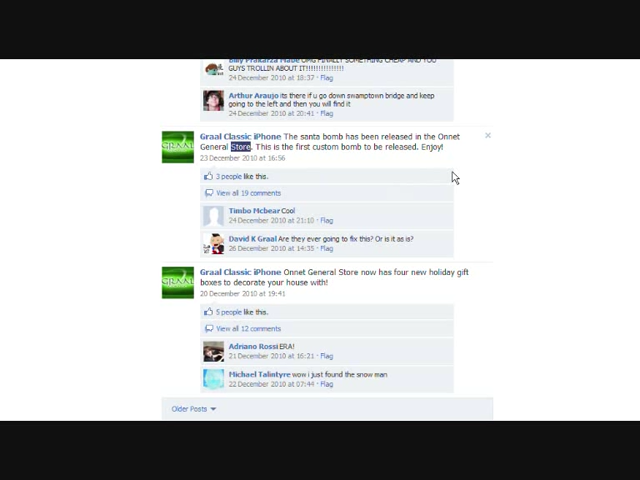 Billy Prakarza Mabe OMG FINALLY SOMETHING CHEAP AND YOU
GUYS TROLLIN ABOUT IT!!!!!!!!!!!!!!!
24 December 2010 at 18:37 · Flag
Arthur Araujo its there if u go down swamptown bridge and keep
going to the left and then you will find it
24 December 2010 at 20:41 · Flag
GRAAL
Graal Classic iPhone The santa bomb has been released in the Onnet
General Store. This is the first custom bomb to be released. Enjoy!
23 December 2010 at 16:56
3 people like this.
View all 19 comments
Timbo Mcbear Cool
24 December 2010 at 21:10 · Flag
David K Graal Are they ever going to fix this? Or is it as is?
26 December 2010 at 14:35 · Flag
GRAAL
Graal Classic iPhone Onnet General Store now has four new holiday gift
boxes to decorate your house with!
20 December 2010 at 19:41
5 people like this.
View all 12 comments
Adriano Rossi ERA!
21 December 2010 at 16:21 · Flag
Michael Talintyre wow i just found the snow man
22 December 2010 at 07:44 · Flag
Older Posts